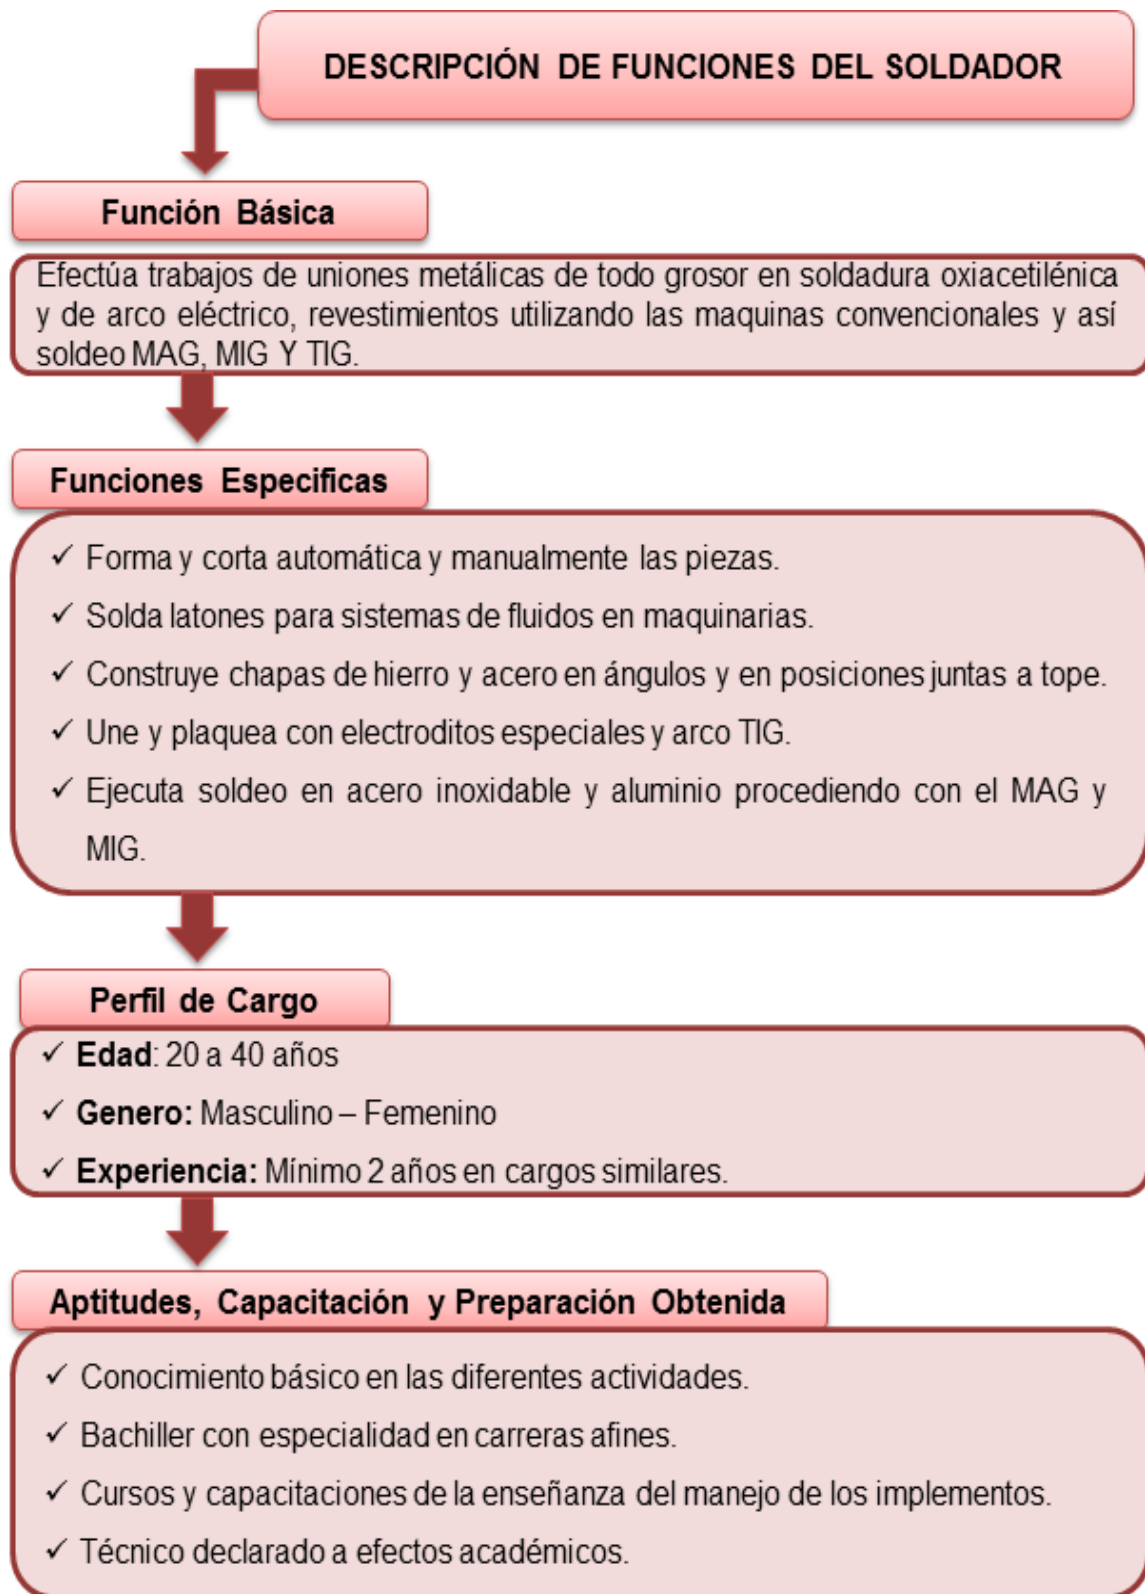 DESCRIPCIÓN DE FUNCIONES DEL SOLDADOR
Función Básica
Efectúa trabajos de uniones metálicas de todo grosor en soldadura oxiacetilénica
y de arco eléctrico, revestimientos utilizando las maquinas convencionales y así
soldeo MAG, MIG Y TIG.
Funciones Especificas
✓ Forma y corta automática y manualmente las piezas.
✓ Solda latones para sistemas de fluidos en maquinarias.
✓ Construye chapas de hierro y acero en ángulos y en posiciones juntas a tope.
✓ Une y plaquea con electroditos especiales y arco TIG.
✓ Ejecuta soldeo en acero inoxidable y aluminio procediendo con el MAG y
MIG.
Perfil de Cargo
✓ Edad: 20 a 40 años
✓ Genero: Masculino – Femenino
✓ Experiencia: Mínimo 2 años en cargos similares.
Aptitudes, Capacitación y Preparación Obtenida
✓ Conocimiento básico en las diferentes actividades.
✓ Bachiller con especialidad en carreras afines.
✓ Cursos y capacitaciones de la enseñanza del manejo de los implementos.
✓ Técnico declarado a efectos académicos.